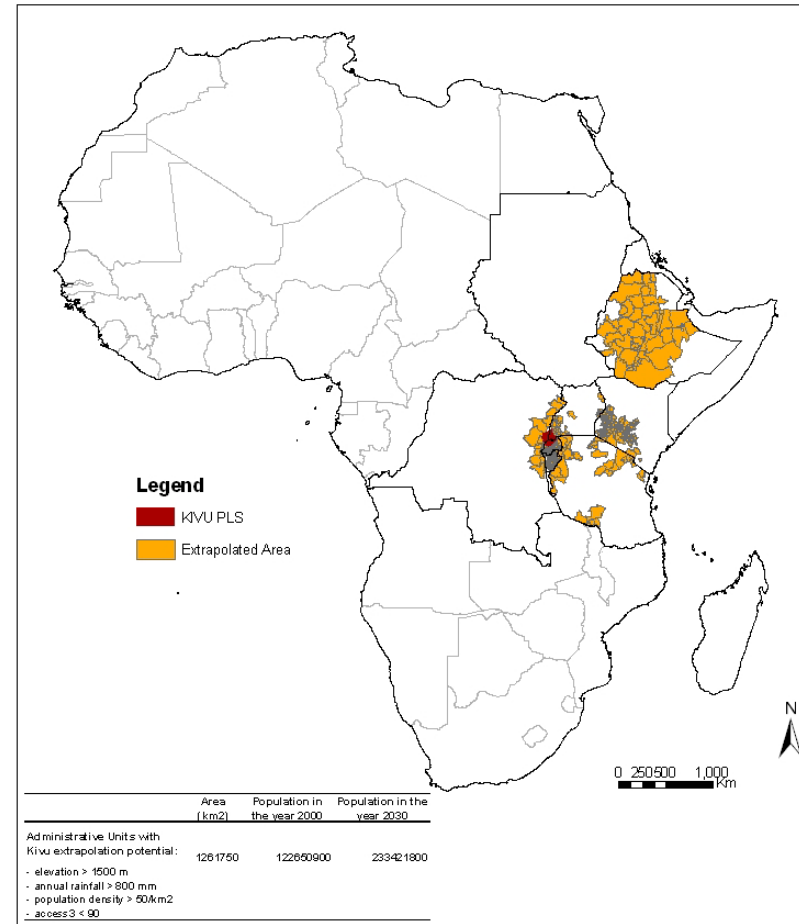 Legend
KIVU PLS
Extrapolated Area
N
0 250500 1,000
Km
Area Population in Population in the
(km2) the year 2000 year 2030
Administrative Units with
Kivu extrapolation potential:
1261750 122650900 233421800
- elevation > 1500 m
- annual rainfall > 800 mm
- population density > 50/km2
- access3 < 90